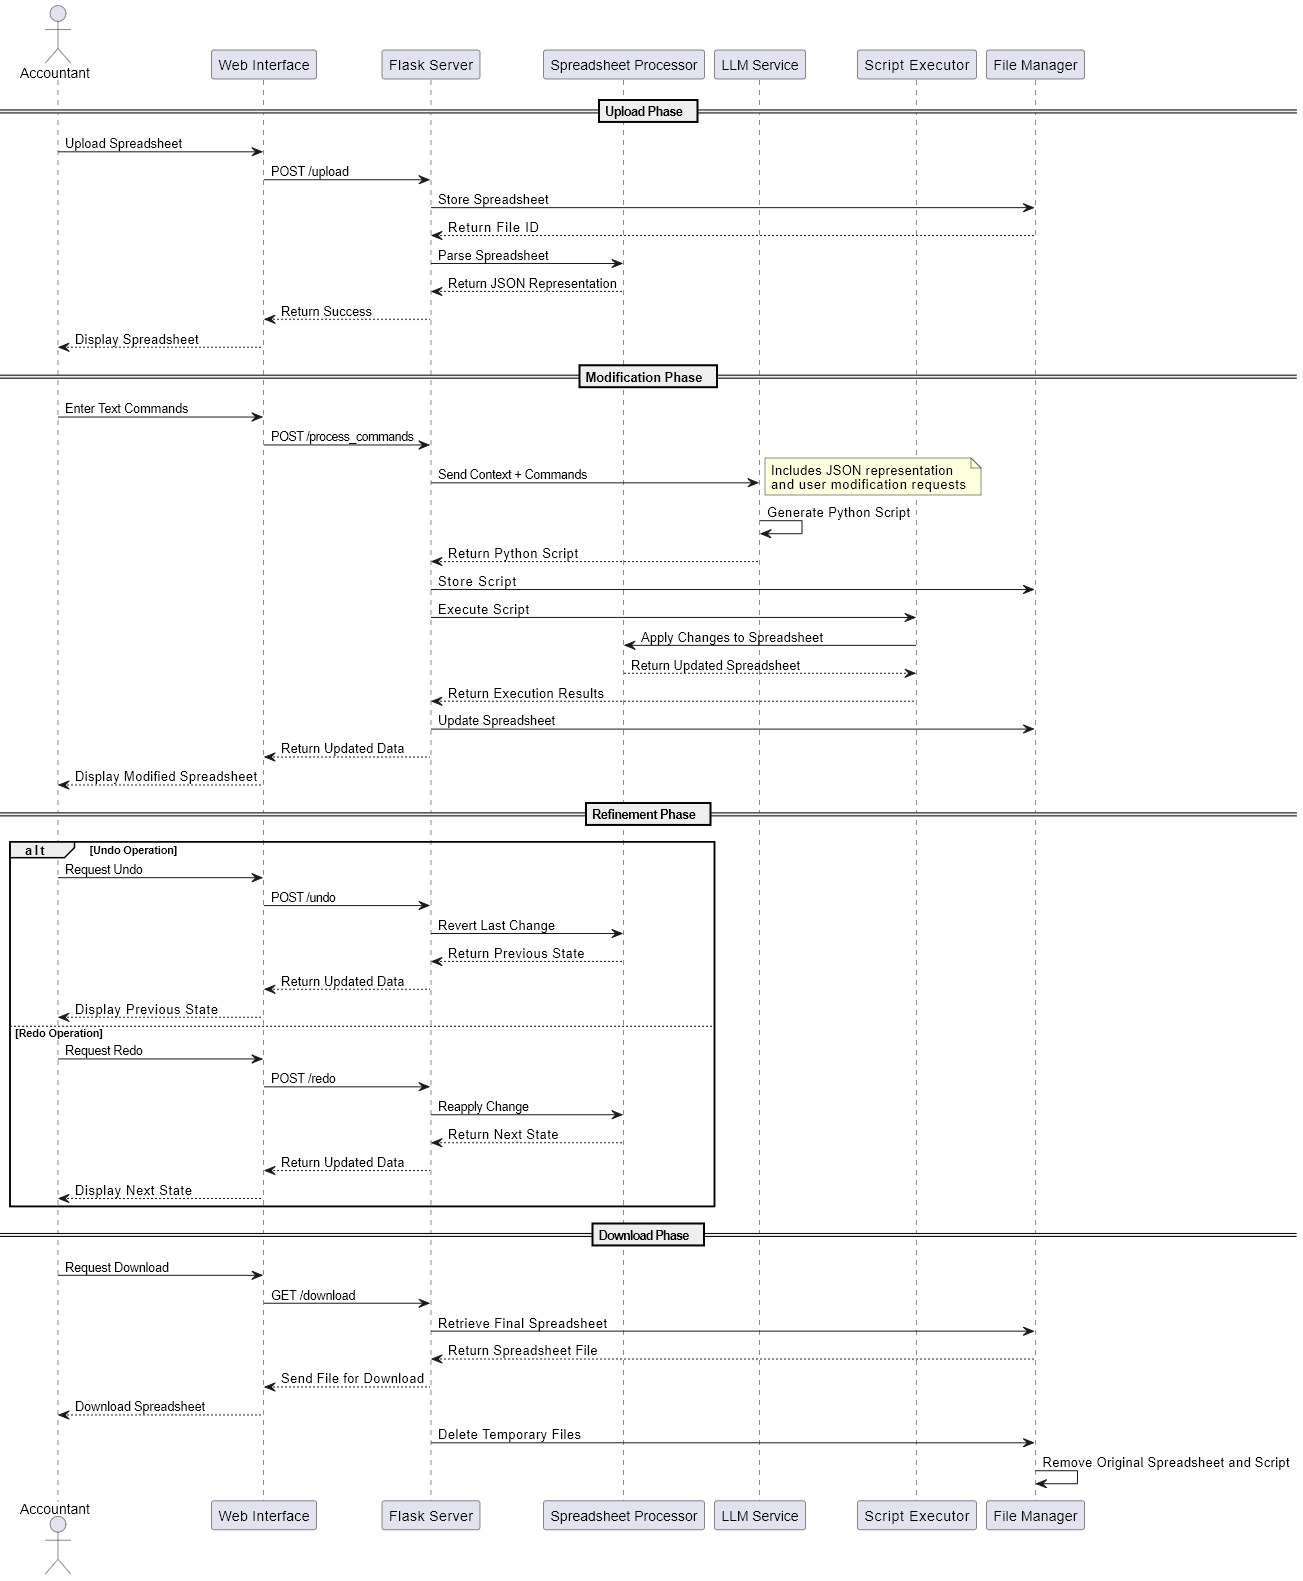 Accountant
Web Interface
Flask Server
Spreadsheet Processor
LLM Service
Script Executor
File Manager
Upload Phase
Upload Spreadsheet
POST /upload
Store Spreadsheet
Return File ID
Parse Spreadsheet
Return JSON Representation
Return Success
Display Spreadsheet
Modification Phase
Enter Text Commands
POST /process_commands
Send Context + Commands
Includes JSON representation
and user modification requests
Generate Python Script
Return Python Script
Store Script
Execute Script
Apply Changes to Spreadsheet
Return Updated Spreadsheet
Return Execution Results
Update Spreadsheet
Return Updated Data
Display Modified Spreadsheet
Refinement Phase
alt
[Undo Operation]
Request Undo
POST /undo
Revert Last Change
Return Previous State
Return Updated Data
Display Previous State
[Redo Operation]
Request Redo
POST /redo
Reapply Change
Return Next State
Return Updated Data
Display Next State
Download Phase
Request Download
GET /download
Retrieve Final Spreadsheet
Return Spreadsheet File
Send File for Download
Download Spreadsheet
Delete Temporary Files
Remove Original Spreadsheet and Script
Accountant
Web Interface
Flask Server
Spreadsheet Processor
LLM Service
Script Executor
File Manager